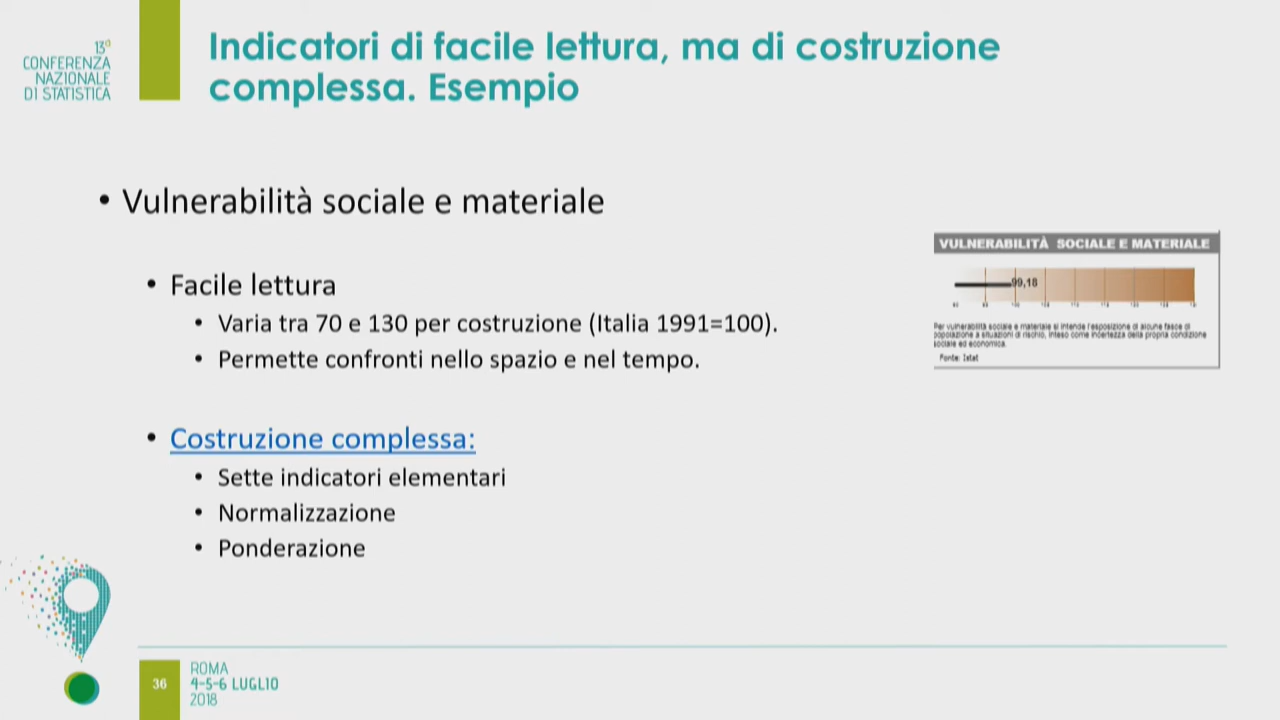 13ª
CONFERENZA
NAZIONALE
DI STATISTICA
Indicatori di facile lettura, ma di costruzione
complessa. Esempio
• Vulnerabilità sociale e materiale
• Facile lettura
• Varia tra 70 e 130 per costruzione (Italia 1991=100).
• Permette confronti nello spazio e nel tempo.
• Costruzione complessa:
• Sette indicatori elementari
• Normalizzazione
• Ponderazione
VULNERABILITÀ SOCIALE E MATERIALE
99,18
Per vulnerabilità sociale e materiale si intende l'esposizione di alcune fasce di
popolazione a situazioni di rischio, inteso come incertezza della propria condizione
sociale ed economica.
Fonte: Istat
36
ROMA
4-5-6 LUGLIO
2018